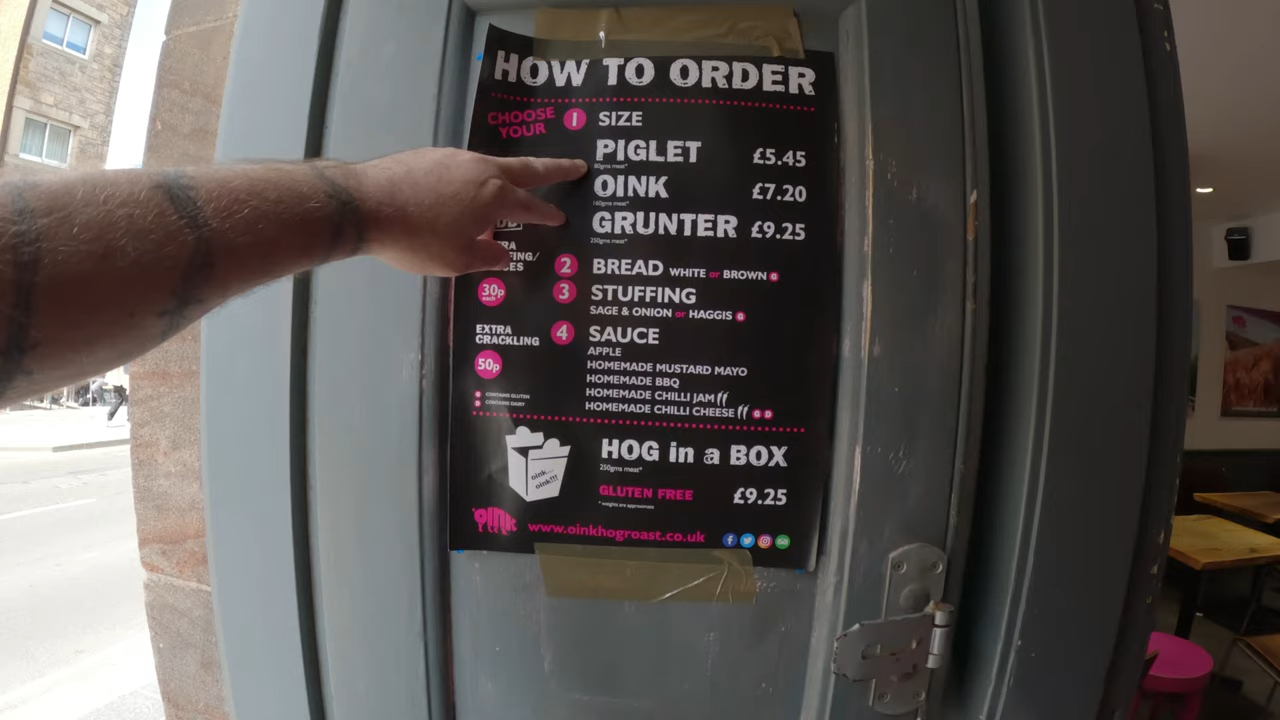 HOW TO ORDER
CHOOSE YOUR
1 SIZE
PIGLET £5.45
80gms meat*
OINK £7.20
160gms meat*
GRUNTER £9.25
250gms meat*
2 BREAD WHITE or BROWN G
3 STUFFING
SAGE & ONION or HAGGIS G
30p
each
4 SAUCE
APPLE
HOMEMADE MUSTARD MAYO
HOMEMADE BBQ
HOMEMADE CHILLI JAM
HOMEMADE CHILLI CHEESE G D
EXTRA
CRACKLING
50p
G CONTAINS GLUTEN
D CONTAINS DAIRY
oink...
oink!!!
HOG in a BOX
250gms meat*
GLUTEN FREE £9.25
* weights are approximate
OINK
www.oinkhogroast.co.uk